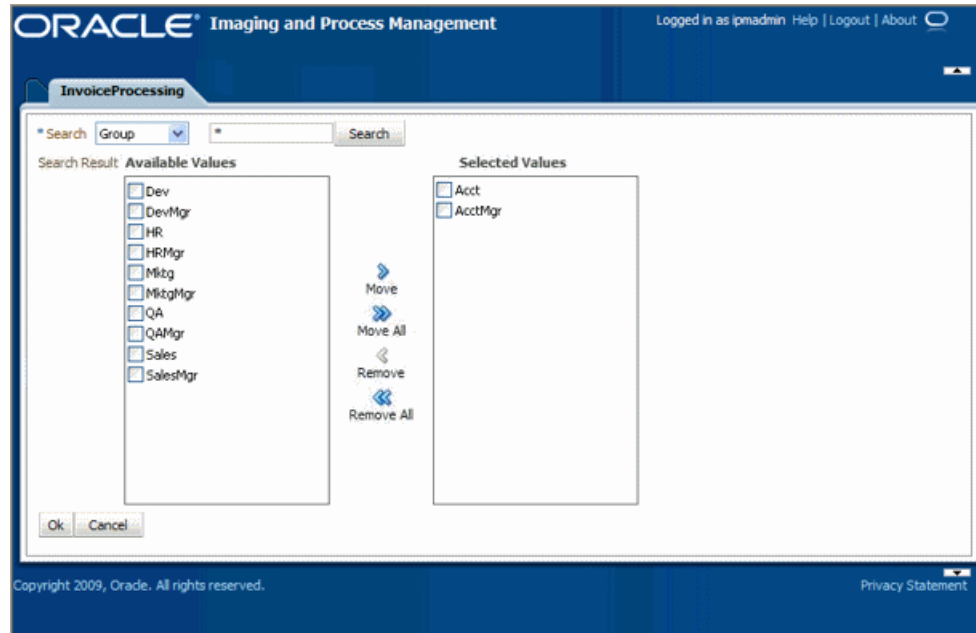 ORACLE® Imaging and Process Management
Logged in as ipmadmin Help | Logout | About
InvoiceProcessing
* Search Group * Search
Search Result Available Values
Selected Values
Dev
DevMgr
HR
HRMgr
Mktg
MktgMgr
QA
QAMgr
Sales
SalesMgr
Move
Move All
Remove
Remove All
Acct
AcctMgr
Ok Cancel
Copyright 2009, Oracle. All rights reserved.
Privacy Statement